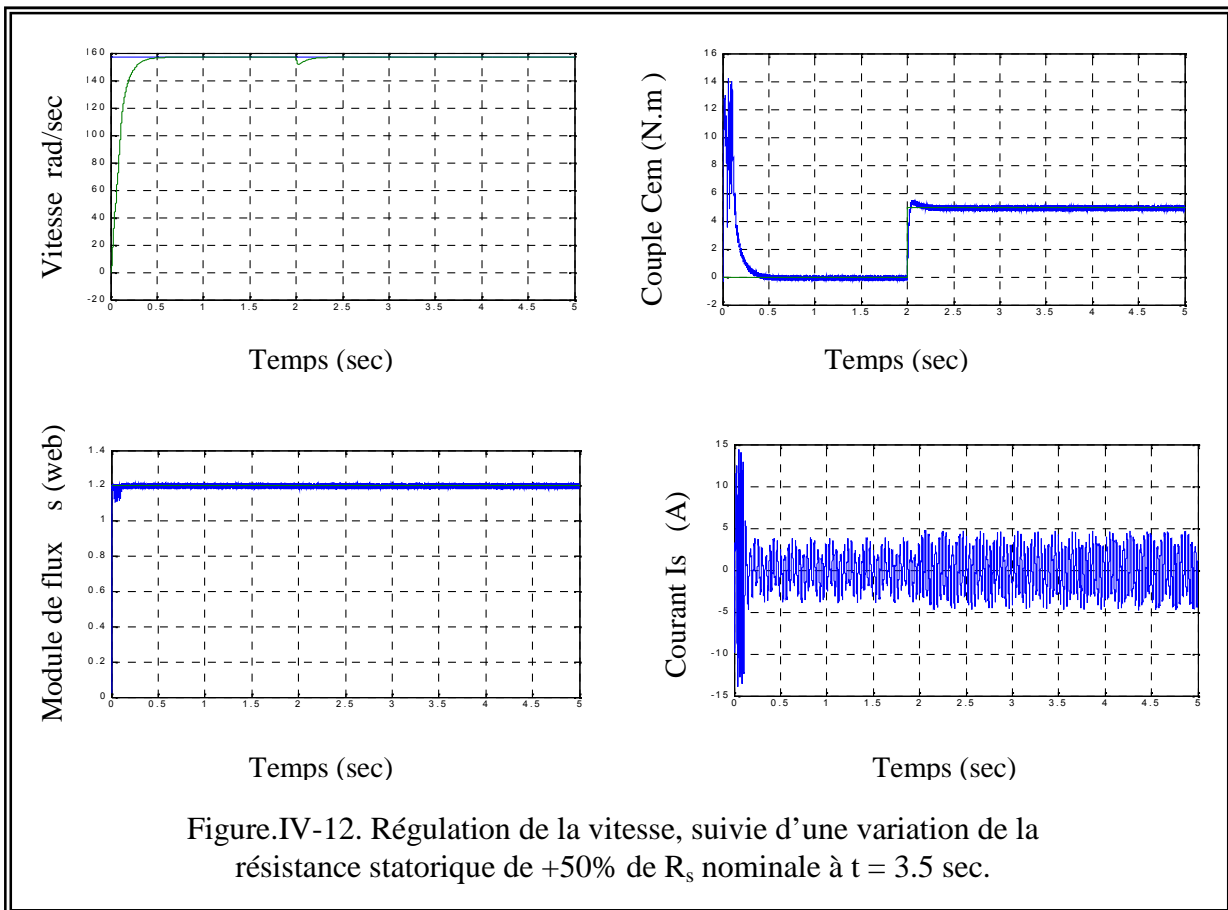 160
140
120
100
80
60
40
20
0
-20
0 0.5 1 1.5 2 2.5 3 3.5 4 4.5 5
Vitesse rad/sec
Temps (sec)
16
14
12
10
8
6
4
2
0
-2
0 0.5 1 1.5 2 2.5 3 3.5 4 4.5 5
Couple Cem (N.m)
Temps (sec)
1.4
1.2
1
0.8
0.6
0.4
0.2
0
0 0.5 1 1.5 2 2.5 3 3.5 4 4.5 5
Module de flux s (web)
Temps (sec)
15
10
5
0
-5
-10
-15
0 0.5 1 1.5 2 2.5 3 3.5 4 4.5 5
Courant Is (A)
Temps (sec)
Figure.IV-12. Régulation de la vitesse, suivie d’une variation de la
résistance statorique de +50% de Rs nominale à t = 3.5 sec.